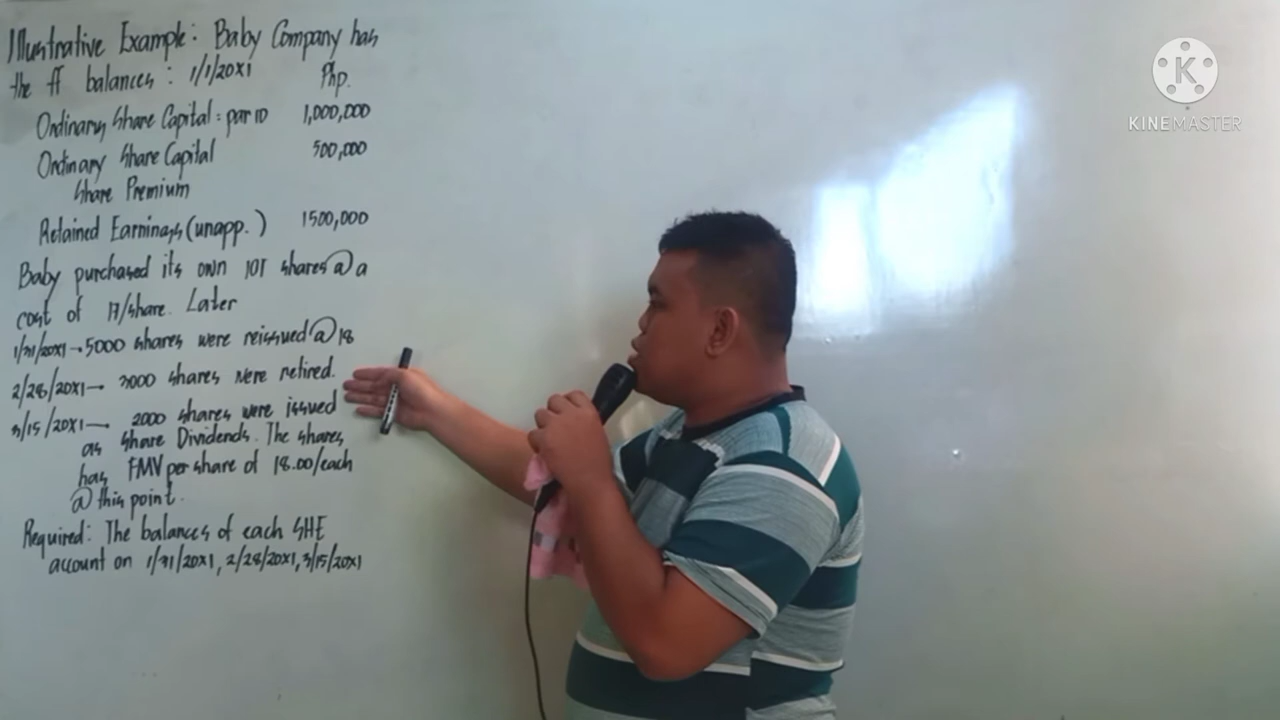 Illustrative Example: Baby Company has
the ff balances: 1/1/20X1 Php.
Ordinary Share Capital: par 10 1,000,000
Ordinary Share Capital 500,000
Share Premium
Retained Earnings (unapp.) 1500,000
Baby purchased its own 10T shares @ a
cost of 17/share. Later
1/31/20X1 → 5000 shares were reissued @ 18
2/28/20X1 → 3000 shares were retired.
3/15/20X1 — 2000 shares were issued
as share Dividends. The shares
has FMV per share of 18.00/each
@ this point.
Required: The balances of each SHE
account on 1/31/20X1, 2/28/20X1, 3/15/20X1
K
KINEMASTER